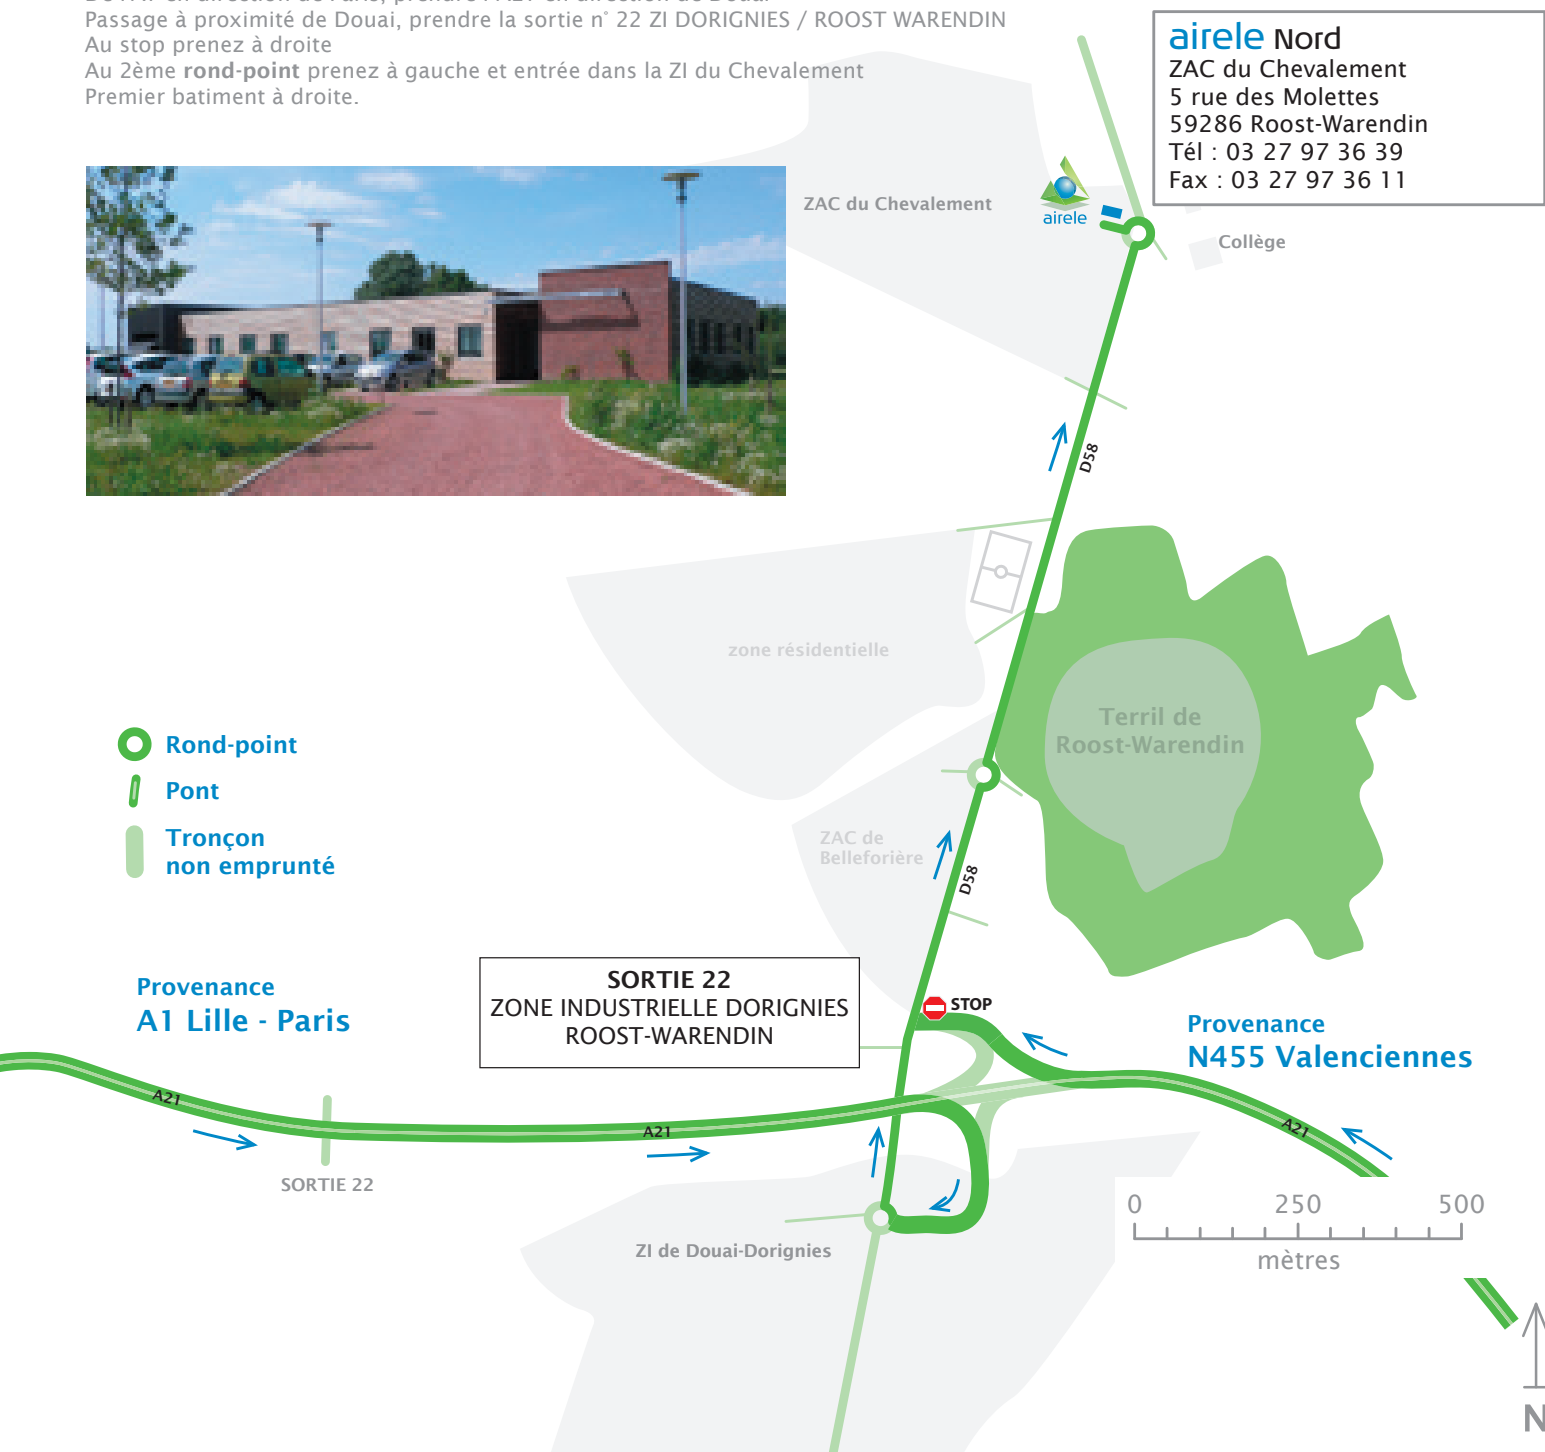 Passage à proximité de Douai, prendre la sortie n° 22 ZI DORIGNIES / ROOST WARENDIN
Au stop prenez à droite
Au 2ème rond-point prenez à gauche et entrée dans la ZI du Chevalement
Premier batiment à droite.
airele Nord
ZAC du Chevalement
5 rue des Molettes
59286 Roost-Warendin
Tél : 03 27 97 36 39
Fax : 03 27 97 36 11
ZAC du Chevalement
airele
Collège
D58
zone résidentielle
Terril de
Roost-Warendin
Rond-point
Pont
Tronçon
non emprunté
ZAC de
Belleforière
D58
SORTIE 22
ZONE INDUSTRIELLE DORIGNIES
ROOST-WARENDIN
STOP
Provenance
A1 Lille - Paris
Provenance
N455 Valenciennes
A21
A21
A21
SORTIE 22
ZI de Douai-Dorignies
0 250 500
mètres
N